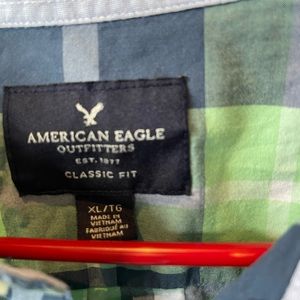 AMERICAN EAGLE
OUTFITTERS
EST. 1977
CLASSIC FIT
XL/TG
MADE IN
VIETNAM
FABRIQUÉ AU
VIETNAM